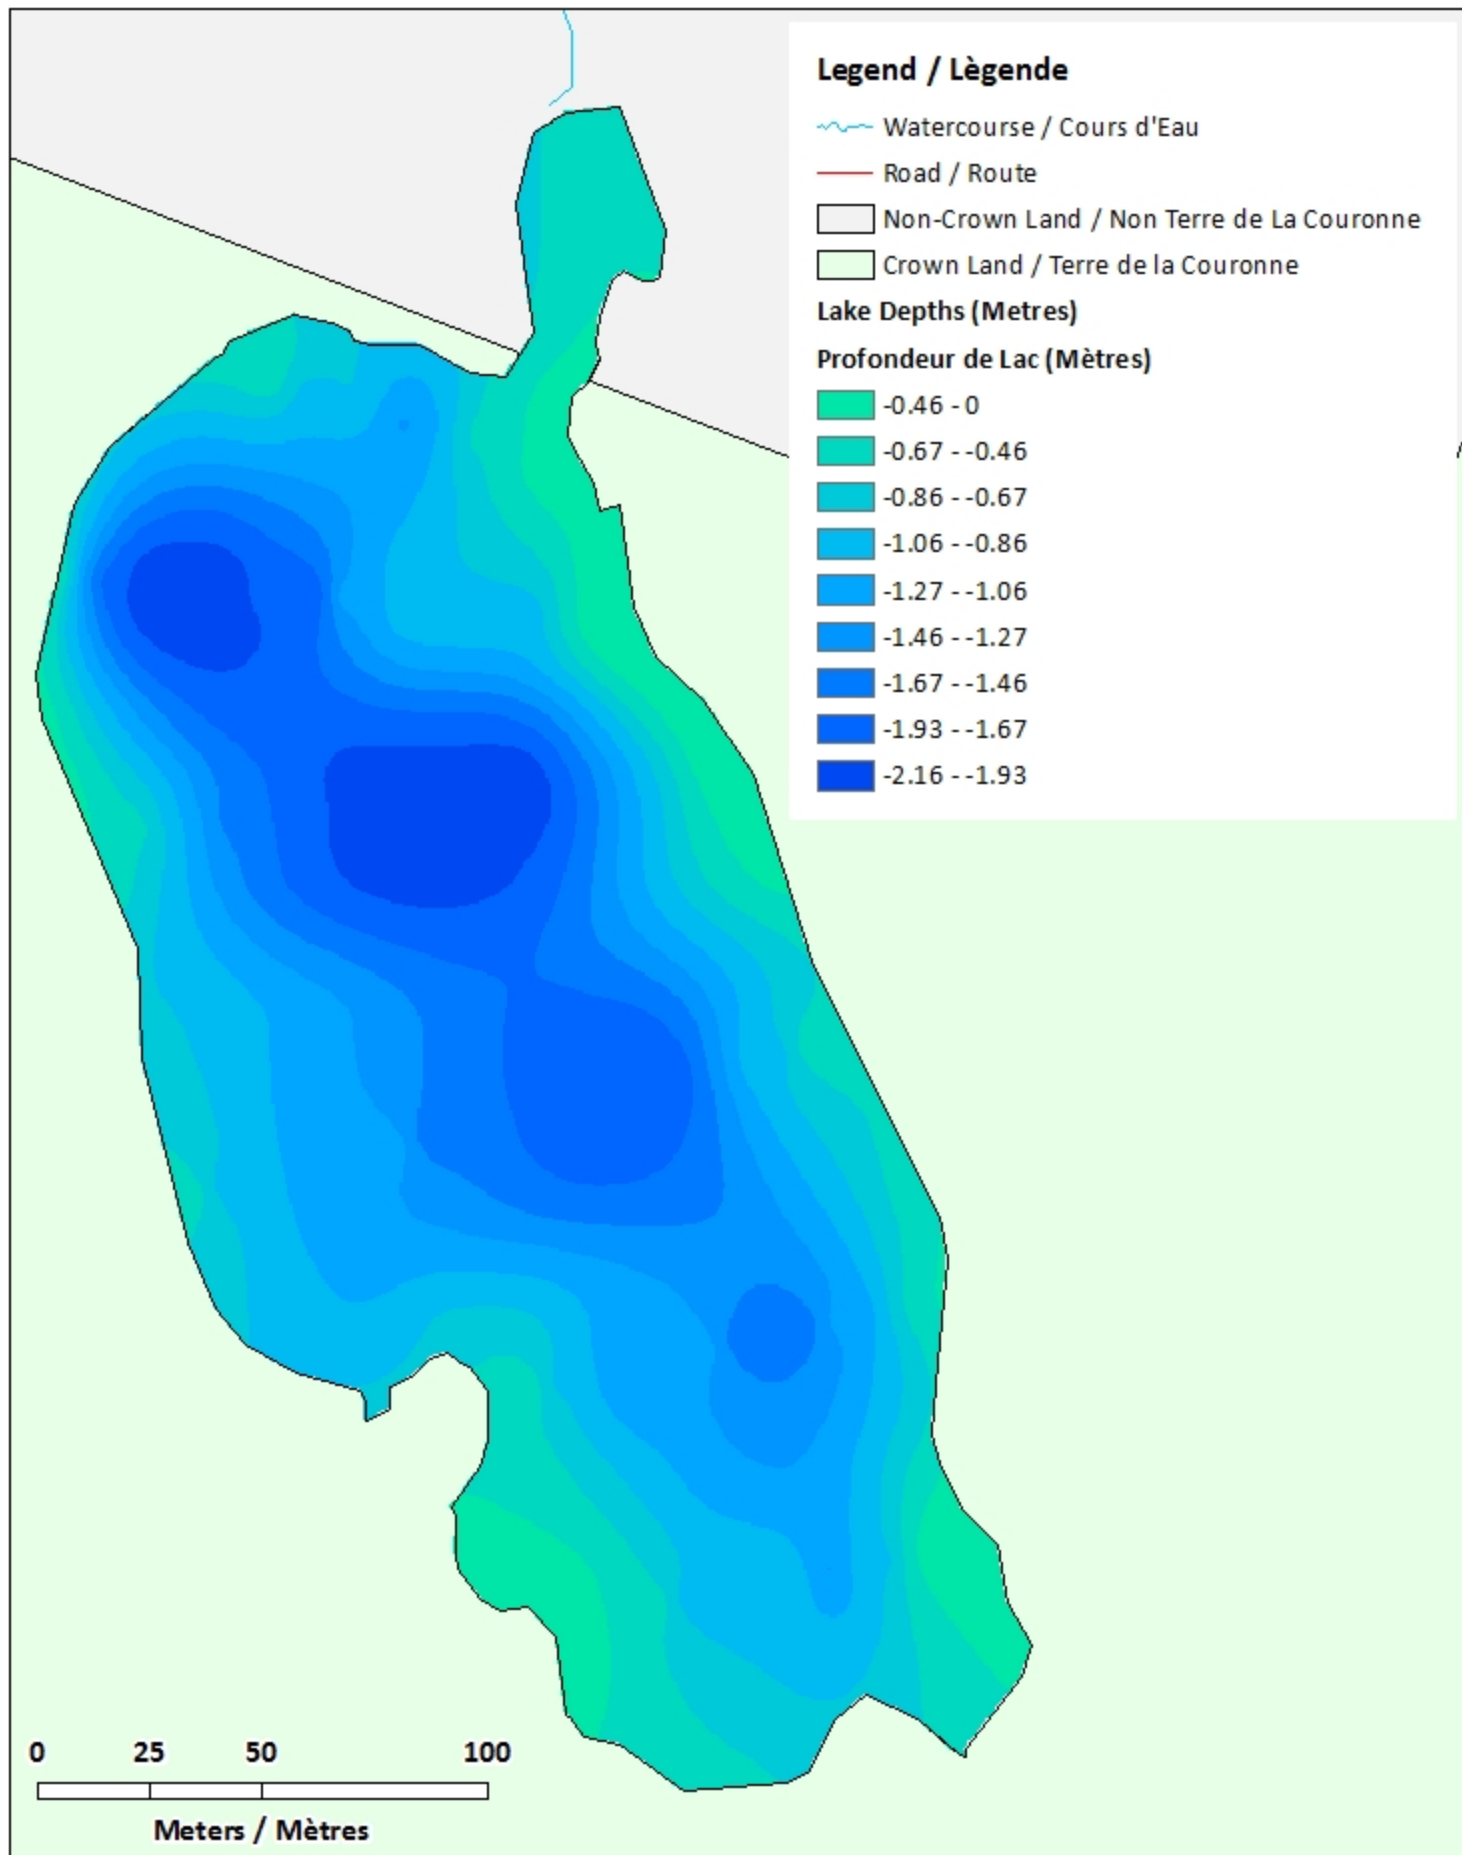 Legend / Lègende
Watercourse / Cours d'Eau
Road / Route
Non-Crown Land / Non Terre de La Couronne
Crown Land / Terre de la Couronne
Lake Depths (Metres)
Profondeur de Lac (Mètres)
-0.46 - 0
-0.67 - -0.46
-0.86 - -0.67
-1.06 - -0.86
-1.27 - -1.06
-1.46 - -1.27
-1.67 - -1.46
-1.93 - -1.67
-2.16 - -1.93
0 25 50 100
Meters / Mètres